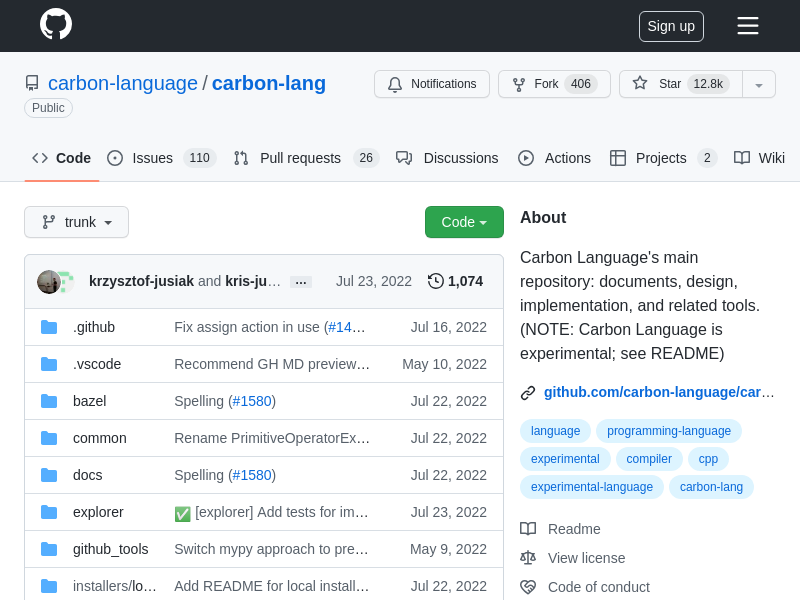 Sign up
carbon-language / carbon-lang
Public
Notifications
Fork 406
Star 12.8k
Code
Issues 110
Pull requests 26
Discussions
Actions
Projects 2
Wiki
trunk
Code
krzysztof-jusiak and kris-ju… ... Jul 23, 2022 1,074
.github Fix assign action in use (#14… Jul 16, 2022
.vscode Recommend GH MD preview… May 10, 2022
bazel Spelling (#1580) Jul 22, 2022
common Rename PrimitiveOperatorEx… Jul 22, 2022
docs Spelling (#1580) Jul 22, 2022
explorer ✅ [explorer] Add tests for im… Jul 23, 2022
github_tools Switch mypy approach to pre… May 9, 2022
installers/lo… Add README for local install… Jul 22, 2022
About
Carbon Language's main
repository: documents, design,
implementation, and related tools.
(NOTE: Carbon Language is
experimental; see README)
github.com/carbon-language/car…
language programming-language
experimental compiler cpp
experimental-language carbon-lang
Readme
View license
Code of conduct